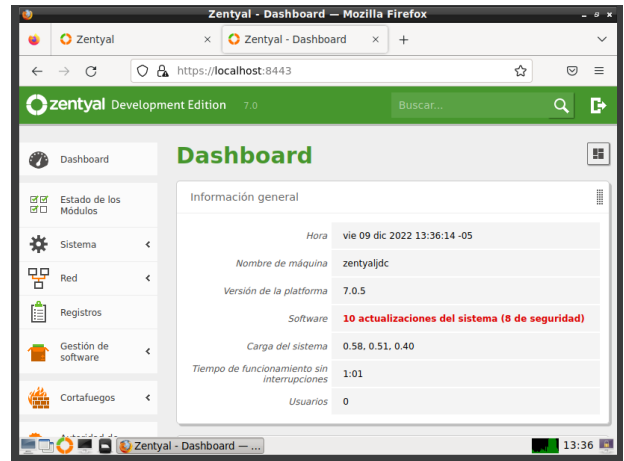 Zentyal - Dashboard — Mozilla Firefox
Zentyal
Zentyal - Dashboard
https://localhost:8443
zentyal Development Edition 7.0
Buscar...
Dashboard
Dashboard
Información general
Estado de los
Módulos
Sistema
Red
Registros
Gestión de
software
Cortafuegos
Hora vie 09 dic 2022 13:36:14 -05
Nombre de máquina zentyaljdc
Versión de la plataforma 7.0.5
Software 10 actualizaciones del sistema (8 de seguridad)
Carga del sistema 0.58, 0.51, 0.40
Tiempo de funcionamiento sin
interrupciones 1:01
Usuarios 0
Zentyal - Dashboard — ...
13:36